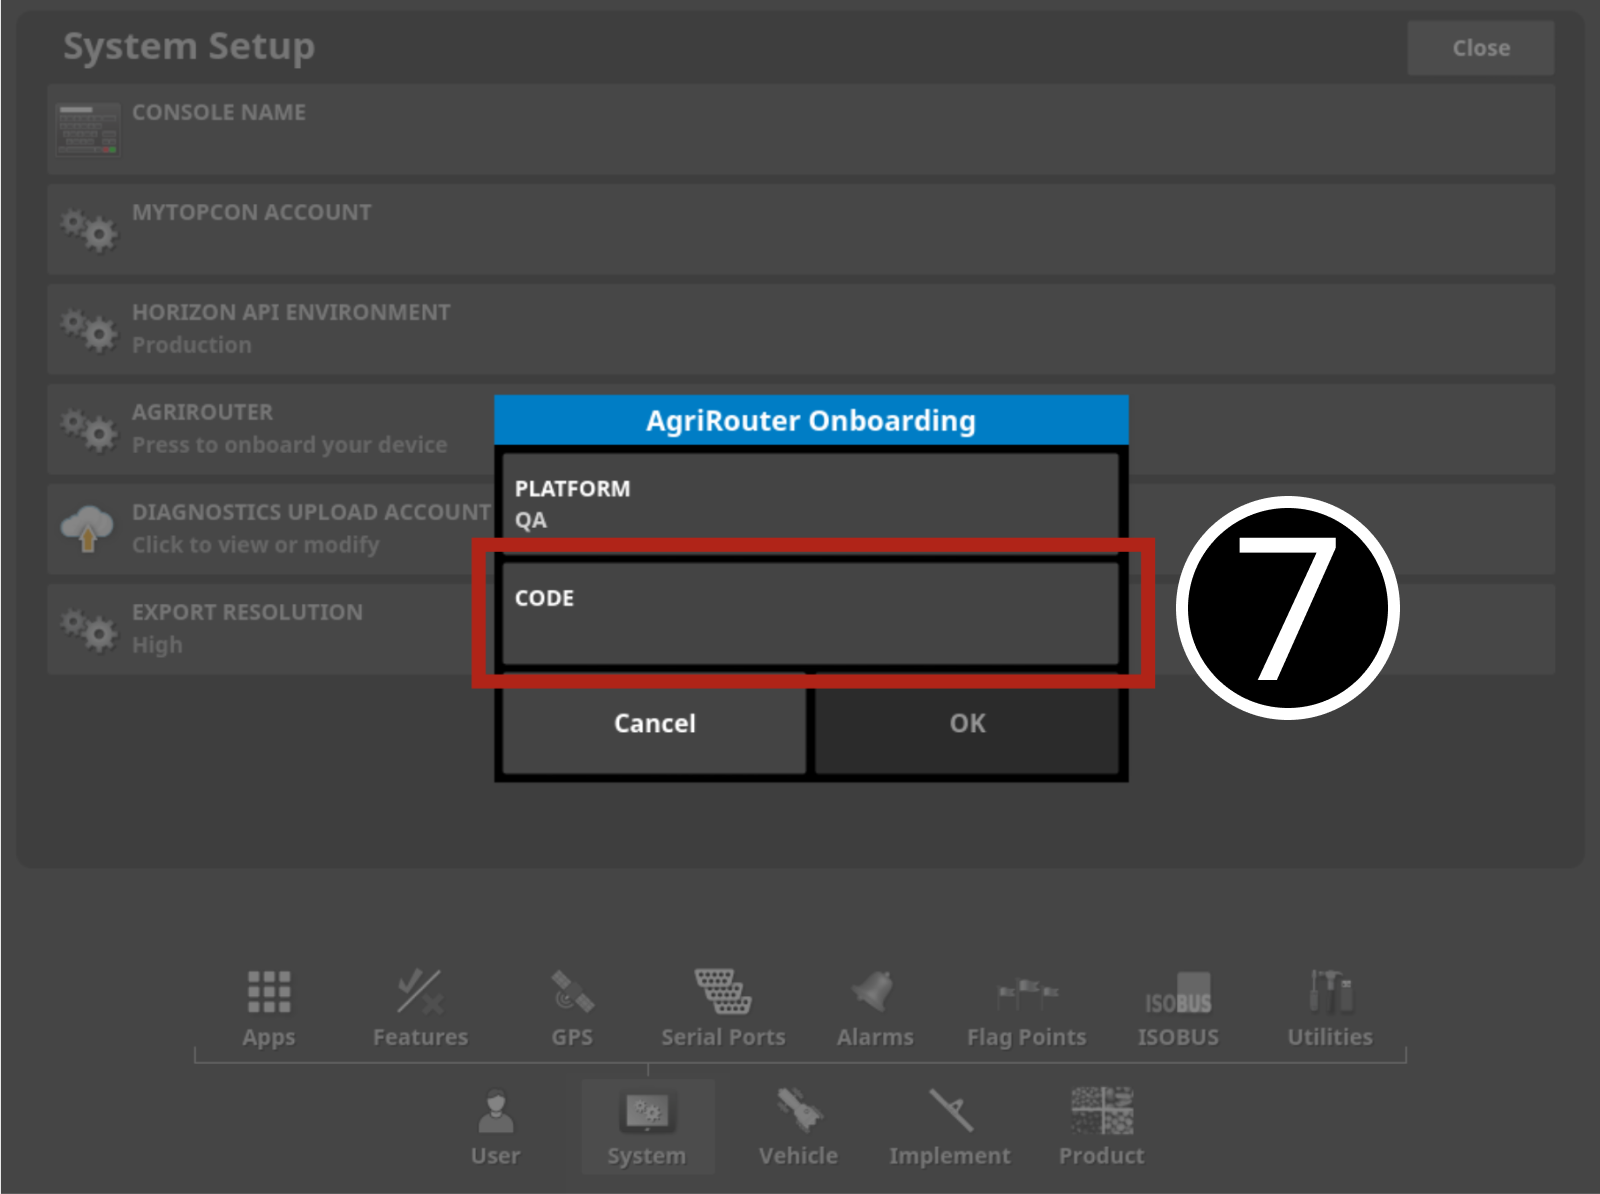 System Setup
Close
CONSOLE NAME
MYTOPCON ACCOUNT
HORIZON API ENVIRONMENT
Production
AGRIROUTER
Press to onboard your device
DIAGNOSTICS UPLOAD ACCOUNT
Click to view or modify
EXPORT RESOLUTION
High
AgriRouter Onboarding
PLATFORM
QA
CODE
Cancel
OK
7
Apps
Features
GPS
Serial Ports
Alarms
Flag Points
ISOBUS
ISOBUS
Utilities
User
System
Vehicle
Implement
Product